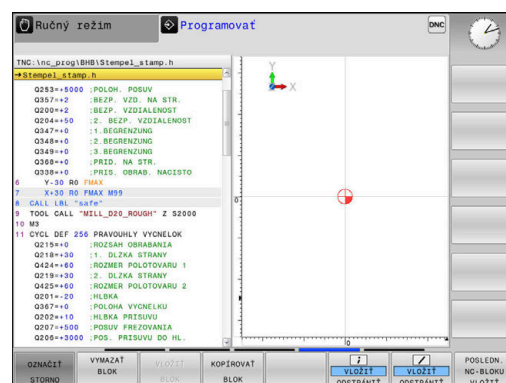 Ručný režim
Programovať
DNC
TNC:\nc_prog\BHB\Stempel_stamp.h
→Stempel_stamp.h
Q253=+5000 ;POLOH. POSUV
Q357=+2 ;BEZP. VZD. NA STR.
Q200=+2 ;BEZP. VZDIALENOST
Q204=+50 ;2. BEZP. VZDIALENOST
Q347=+0 ;1.BEGRENZUNG
Q348=+0 ;2.BEGRENZUNG
Q349=+0 ;3.BEGRENZUNG
Q368=+0 ;PRID. NA STR.
Q338=+0 ;PRIS. OBRAB. NACISTO
6 Y-30 R0 FMAX
7 X+30 R0 FMAX M99
8 CALL LBL "safe"
9 TOOL CALL "MILL_D20_ROUGH" Z S2000
10 M3
11 CYCL DEF 256 PRAVOUHLY VYCNELOK
Q215=+0 ;ROZSAH OBRABANIA
Q218=+30 ;1. DLZKA STRANY
Q424=+60 ;ROZMER POLOTOVARU 1
Q219=+30 ;2. DLZKA STRANY
Q425=+60 ;ROZMER POLOTOVARU 2
Q201=-20 ;HLBKA
Q367=+0 ;POLOHA VYCNELKU
Q202=+10 ;HLBKA PRISUVU
Q207=+500 ;POSUV FREZOVANIA
Q206=+3000 ;POS. PRISUVU DO HL.
Y
X
0
0
OZNAČIŤ
STORNO
VYMAZAŤ
BLOK
VLOŽIŤ
BLOK
KOPÍROVAŤ
BLOK
VLOŽIŤ
ODSTRÁNIŤ
VLOŽIŤ
ODSTRÁNIŤ
POSLEDN.
NC-BLOKU
VLOŽIŤ